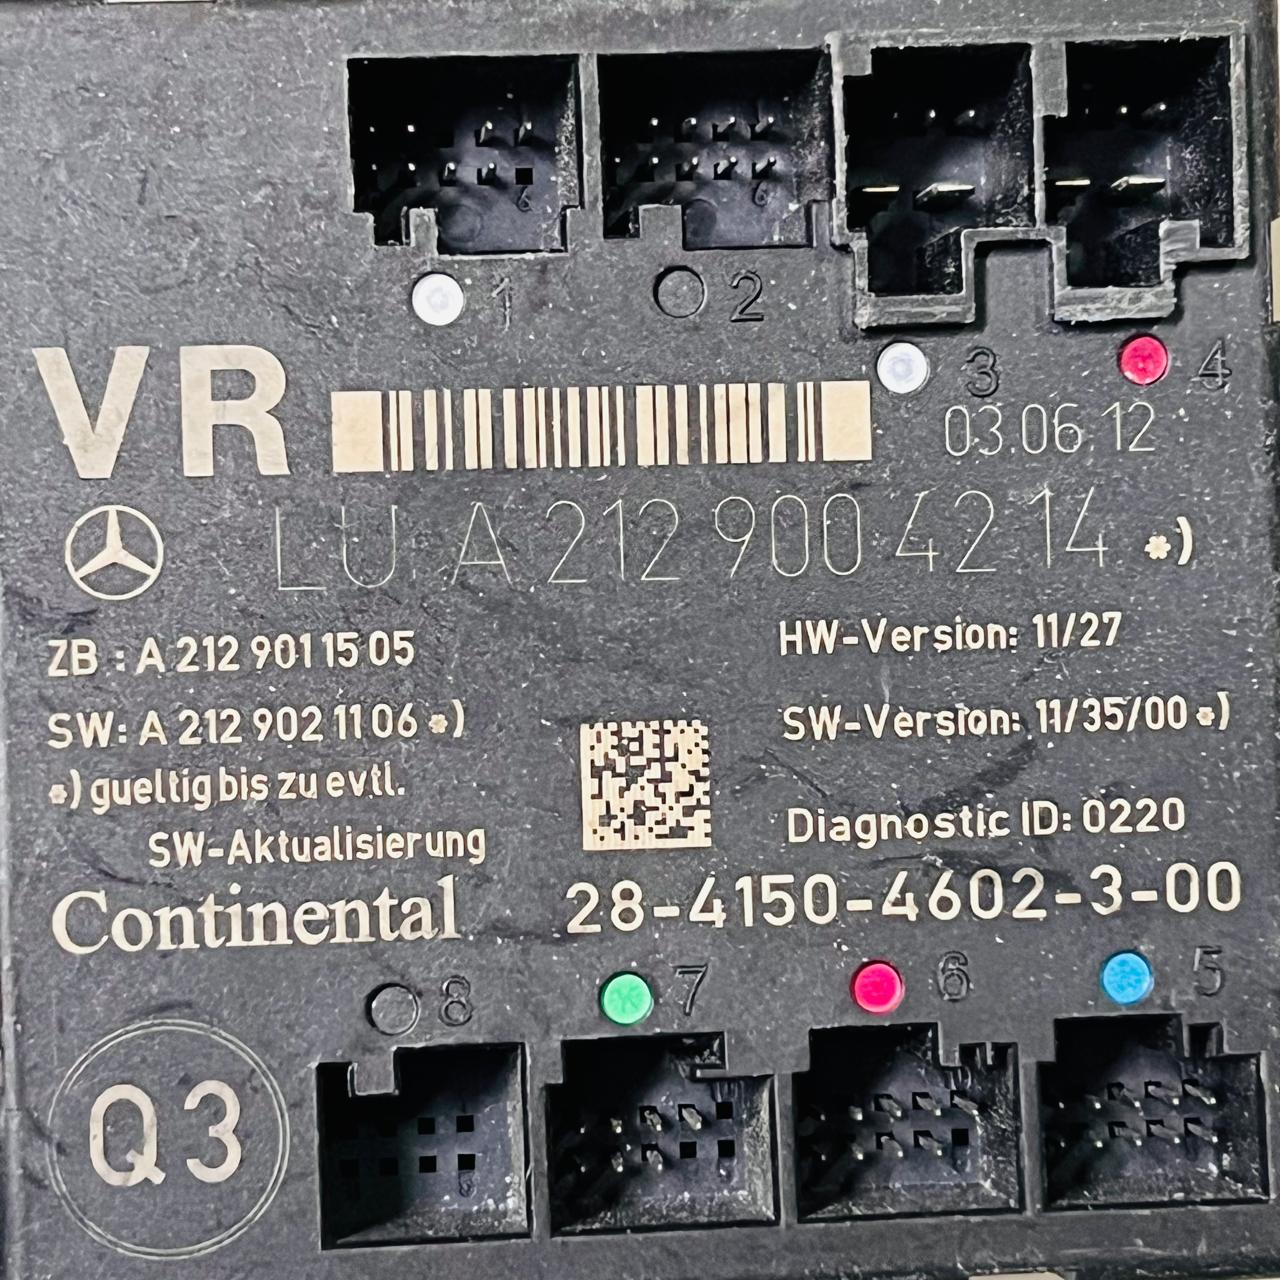 1
2
3
4
VR
03.06.12
LU A 212 900 42 14 *)
ZB : A 212 901 15 05
HW-Version: 11/27
SW: A 212 902 11 06 *)
SW-Version: 11/35/00 *)
*) gueltig bis zu evtl.
SW-Aktualisierung
Diagnostic ID: 0220
Continental
28-4150-4602-3-00
8
7
6
5
Q3